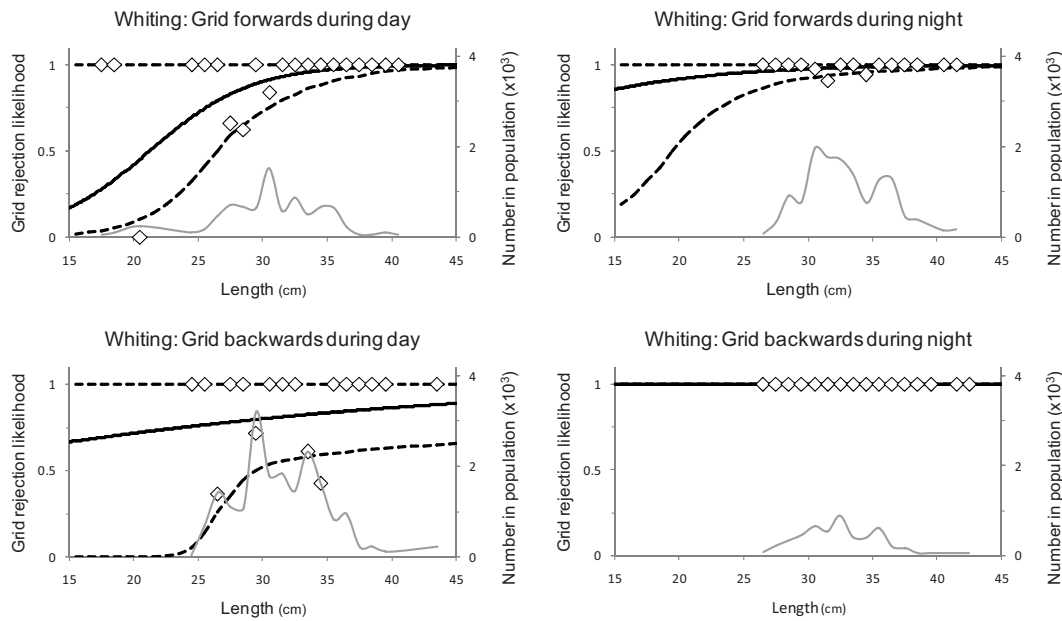 Whiting: Grid forwards during day
Grid rejection likelihood
1
0.5
0
15 20 25 30 35 40 45
Length (cm)
4
2
0
Number in population (x10³)
Whiting: Grid forwards during night
Grid rejection likelihood
1
0.5
0
15 20 25 30 35 40 45
Length (cm)
4
2
0
Number in population (x10³)
Whiting: Grid backwards during day
Grid rejection likelihood
1
0.5
0
15 20 25 30 35 40 45
Length (cm)
4
2
0
Number in population (x10³)
Whiting: Grid backwards during night
Grid rejection likelihood
1
0.5
0
15 20 25 30 35 40 45
Length (cm)
4
2
0
Number in population (x10³)